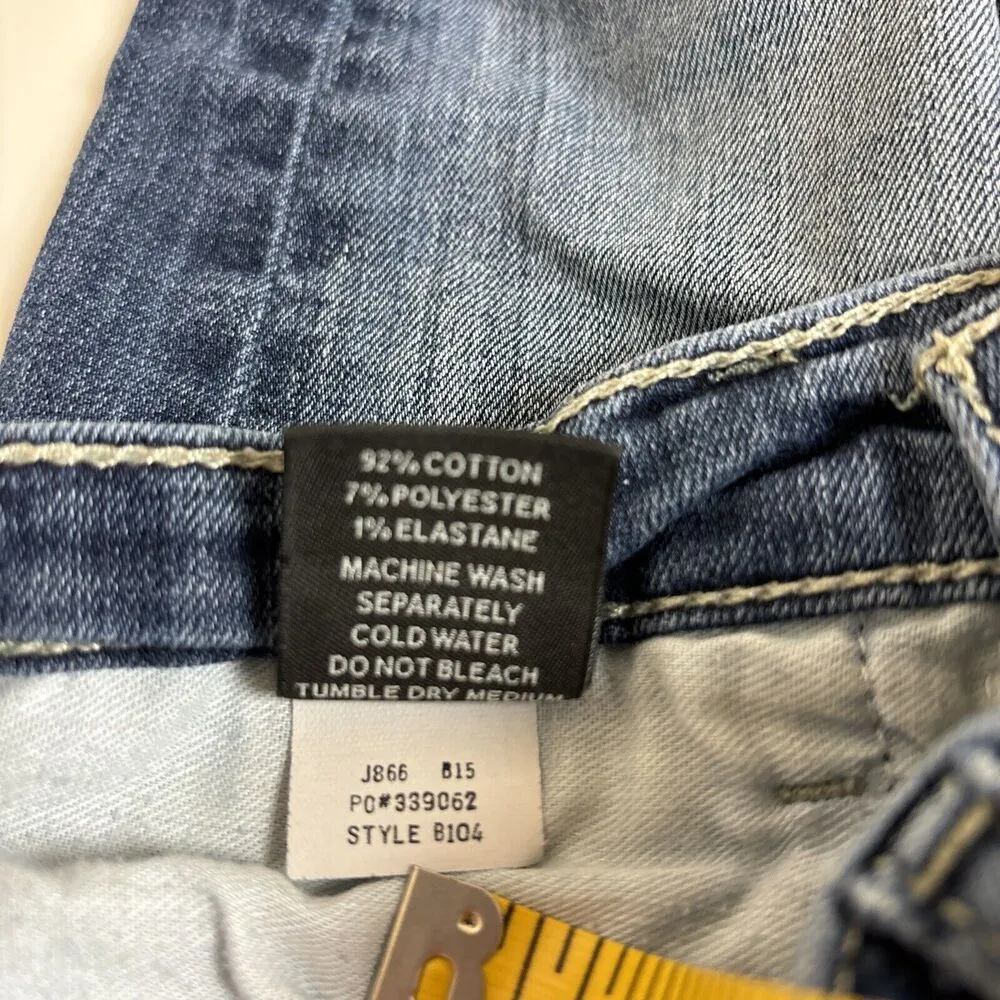 92% COTTON
7% POLYESTER
1% ELASTANE
MACHINE WASH
SEPARATELY
COLD WATER
DO NOT BLEACH
TUMBLE DRY MEDIUM
J866 B15
PO#339062
STYLE B104